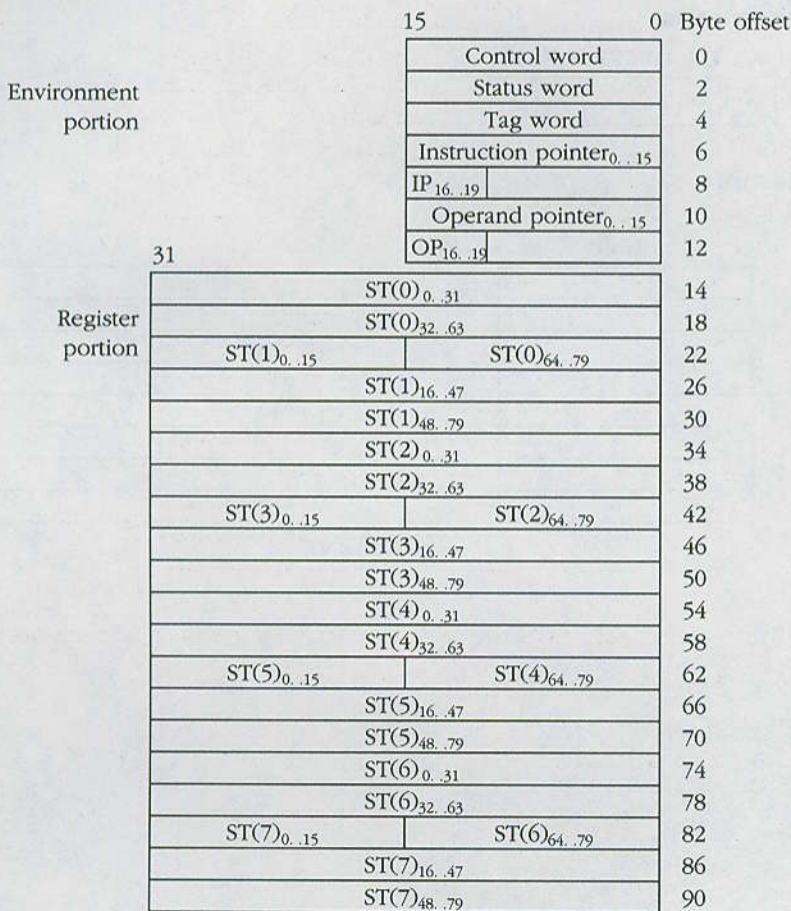 15 0 Byte offset
Environment portion
Control word 0
Status word 2
Tag word 4
Instruction pointer0. .15 6
IP16. .19 8
Operand pointer0. .15 10
OP16. .19 12
31
Register portion
ST(0)0. .31 14
ST(0)32. .63 18
ST(1)0. .15 ST(0)64. .79 22
ST(1)16. .47 26
ST(1)48. .79 30
ST(2)0. .31 34
ST(2)32. .63 38
ST(3)0. .15 ST(2)64. .79 42
ST(3)16. .47 46
ST(3)48. .79 50
ST(4)0. .31 54
ST(4)32. .63 58
ST(5)0. .15 ST(4)64. .79 62
ST(5)16. .47 66
ST(5)48. .79 70
ST(6)0. .31 74
ST(6)32. .63 78
ST(7)0. .15 ST(6)64. .79 82
ST(7)16. .47 86
ST(7)48. .79 90